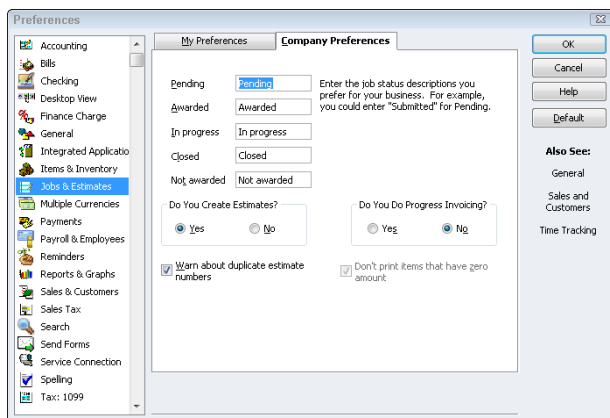 Preferences
Accounting
Bills
Checking
Desktop View
Finance Charge
General
Integrated Applicatio
Items & Inventory
Jobs & Estimates
Multiple Currencies
Payments
Payroll & Employees
Reminders
Reports & Graphs
Sales & Customers
Sales Tax
Search
Send Forms
Service Connection
Spelling
Tax: 1099
My Preferences
Company Preferences
Pending Pending
Awarded Awarded
In progress In progress
Closed Closed
Not awarded Not awarded
Enter the job status descriptions you
prefer for your business. For example,
you could enter "Submitted" for Pending.
Do You Create Estimates?
Yes No
Do You Do Progress Invoicing?
Yes No
Warn about duplicate estimate
numbers
Don't print items that have zero
amount
OK
Cancel
Help
Default
Also See:
General
Sales and
Customers
Time Tracking